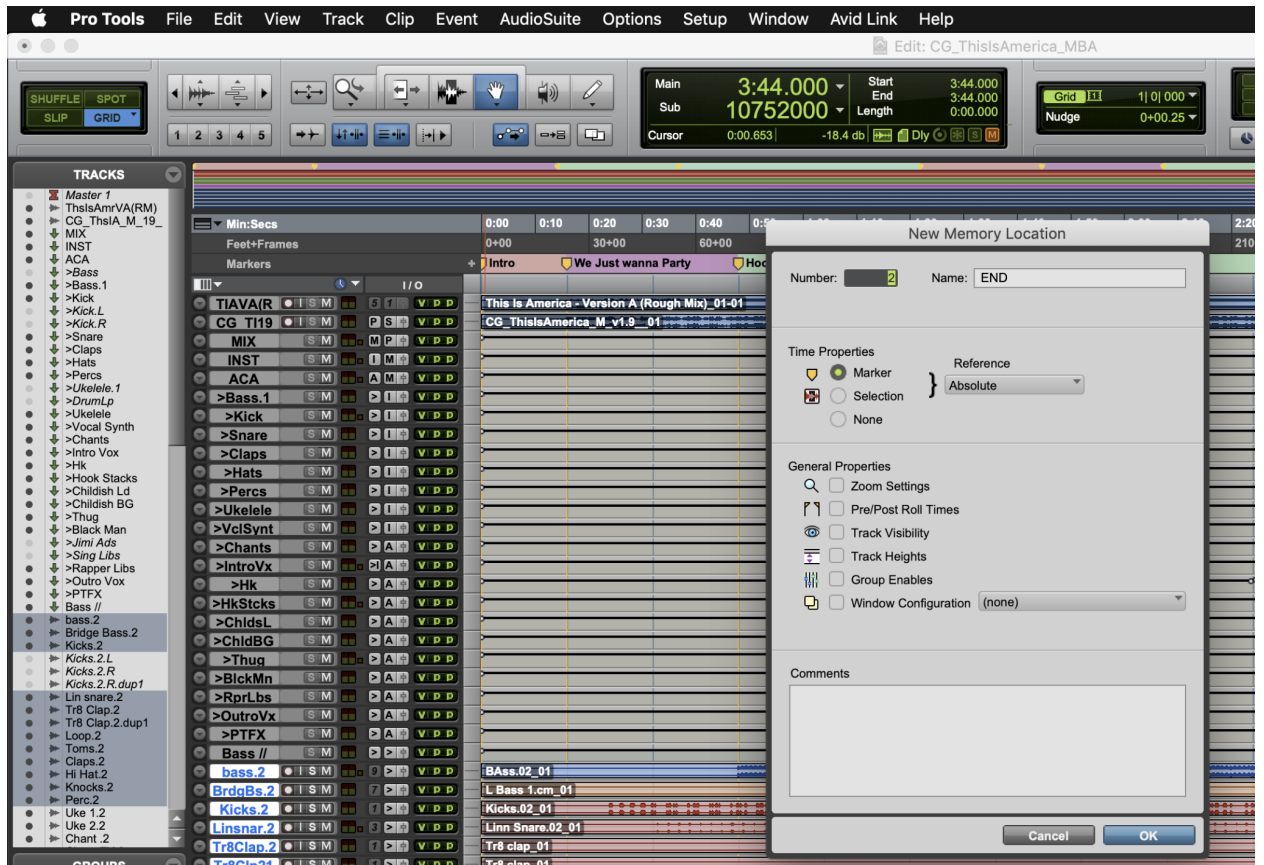 Pro Tools File Edit View Track Clip Event AudioSuite Options Setup Window Avid Link Help
Edit: CG_ThisIsAmerica_MBA
SHUFFLE SPOT
SLIP GRID
1 2 3 4 5
Main 3:44.000
Sub 10752000
Start 3:44.000
End 3:44.000
Length 0:00.000
Cursor 0:00.653 -18.4 db Dly S M
Grid 1| 0| 000
Nudge 0+00.25
TRACKS
Master 1
ThsIsAmrVA(RM)
CG_ThsIA_M_19_
MIX
INST
ACA
>Bass
>Bass.1
>Kick
>Kick.L
>Kick.R
>Snare
>Claps
>Hats
>Percs
>Ukelele.1
>DrumLp
>Ukelele
>Vocal Synth
>Chants
>Intro Vox
>Hk
>Hook Stacks
>Childish Ld
>Childish BG
>Thug
>Black Man
>Jimi Ads
>Sing Libs
>Rapper Libs
>Outro Vox
>PTFX
Bass //
bass.2
Bridge Bass.2
Kicks.2
Kicks.2.L
Kicks.2.R
Kicks.2.R.dup1
Lin snare.2
Tr8 Clap.2
Tr8 Clap.2.dup1
Loop.2
Toms.2
Claps.2
Hi Hat.2
Knocks.2
Perc.2
Uke 1.2
Uke 2.2
Chant .2
Min:Secs 0:00 0:10 0:20 0:30 0:40 2:20
Feet+Frames 0+00 30+00 60+00 210
Markers Intro We Just wanna Party
I/O
TIAVA(R I S M 5 1 V P P This Is America - Version A (Rough Mix)_01-01
CG_TI19 I S M P S V P P CG_ThisIsAmerica_M_v1.9__01
MIX S M M P V P P
INST S M I M V P P
ACA S M A M V P P
>Bass.1 S M > I V P P
>Kick S M > I V P P
>Snare S M > I V P P
>Claps S M > I V P P
>Hats S M > I V P P
>Percs S M > I V P P
>Ukelele S M > I V P P
>VclSynt S M > I V P P
>Chants S M > A V P P
>IntroVx S M >I A V P P
>Hk S M > A V P P
>HkStcks S M > A V P P
>ChldsL S M > A V P P
>ChldBG S M > A V P P
>Thug S M > A V P P
>BlckMn S M > A V P P
>RprLbs S M > A V P P
>OutroVx S M > A V P P
>PTFX S M > A V P P
Bass // S M > > V P P
bass.2 I S M 9 > V P P BAss.02_01
BrdgBs.2 I S M 7 > V P P L Bass 1.cm_01
Kicks.2 I S M 1 > V P P Kicks.02_01
Linsnar.2 I S M 3 > V P P Linn Snare.02_01
Tr8Clap.2 I S M 1 > V P P Tr8 clap_01
New Memory Location
Number: 2 Name: END
Time Properties
Marker
Selection
None
Reference
Absolute
General Properties
Zoom Settings
Pre/Post Roll Times
Track Visibility
Track Heights
Group Enables
Window Configuration (none)
Comments
Cancel OK